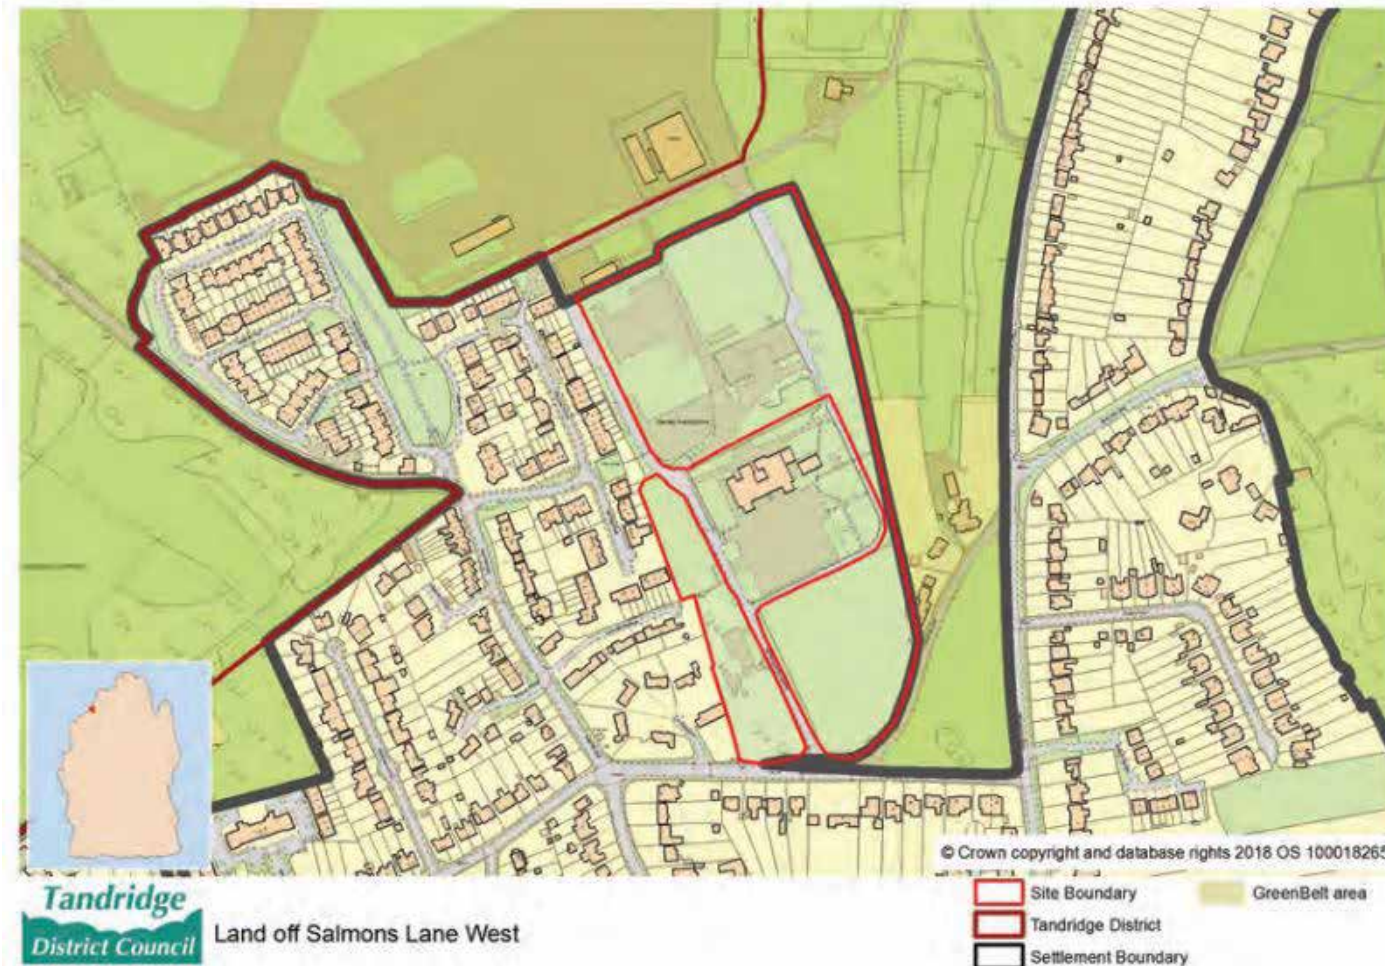 © Crown copyright and database rights 2018 OS 100018265
Tandridge
District Council
Land off Salmons Lane West
Site Boundary
GreenBelt area
Tandridge District
Settlement Boundary